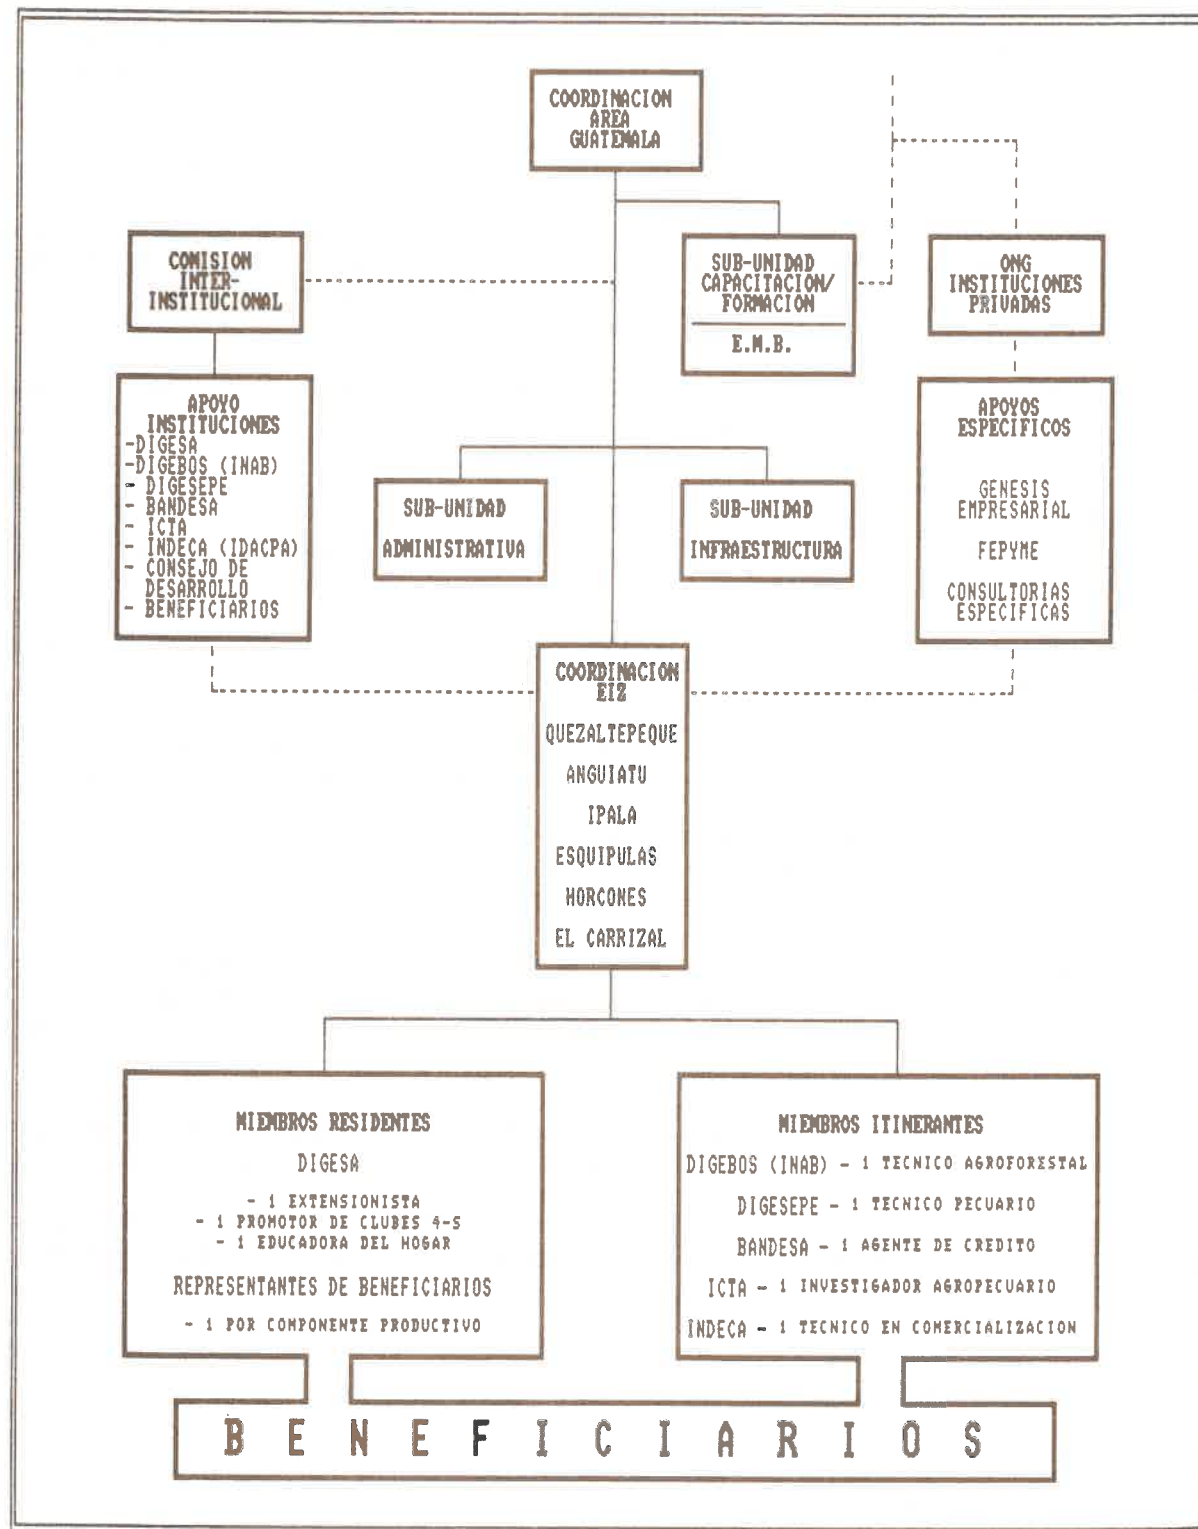 COORDINACION
AREA
GUATEMALA
COMISION
INTER-
INSTITUCIONAL
SUB-UNIDAD
CAPACITACION/
FORMACION
E.M.B.
ONG
INSTITUCIONES
PRIVADAS
APOYO
INSTITUCIONES
-DIGESA
-DIGEBOS (INAB)
- DIGESEPE
- BANDESA
- ICTA
- INDECA (IDACPA)
- CONSEJO DE
DESARROLLO
- BENEFICIARIOS
SUB-UNIDAD
ADMINISTRATIVA
SUB-UNIDAD
INFRAESTRUCTURA
APOYOS
ESPECIFICOS
GENESIS
EMPRESARIAL
FEPYME
CONSULTORIAS
ESPECIFICAS
COORDINACION
EIZ
QUEZALTEPEQUE
ANGUIATU
IPALA
ESQUIPULAS
HORCONES
EL CARRIZAL
MIEMBROS RESIDENTES
DIGESA
- 1 EXTENSIONISTA
- 1 PROMOTOR DE CLUBES 4-S
- 1 EDUCADORA DEL HOGAR
REPRESENTANTES DE BENEFICIARIOS
- 1 POR COMPONENTE PRODUCTIVO
MIEMBROS ITINERANTES
DIGEBOS (INAB) - 1 TECNICO AGROFORESTAL
DIGESEPE - 1 TECNICO PECUARIO
BANDESA - 1 AGENTE DE CREDITO
ICTA - 1 INVESTIGADOR AGROPECUARIO
INDECA - 1 TECNICO EN COMERCIALIZACION
BENEFICIARIOS